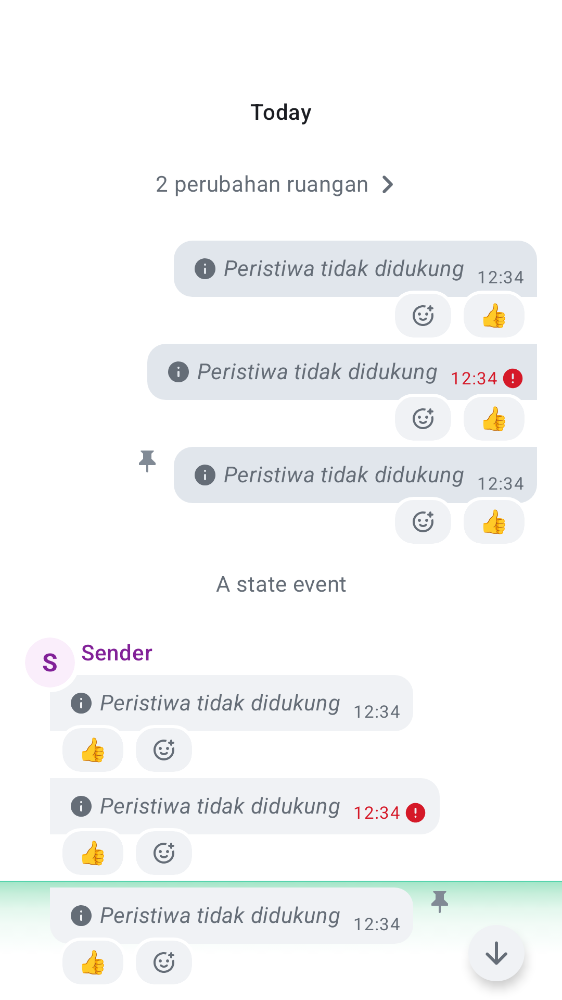 Today
2 perubahan ruangan
Peristiwa tidak didukung 12:34
Peristiwa tidak didukung 12:34
Peristiwa tidak didukung 12:34
A state event
S Sender
Peristiwa tidak didukung 12:34
Peristiwa tidak didukung 12:34
Peristiwa tidak didukung 12:34